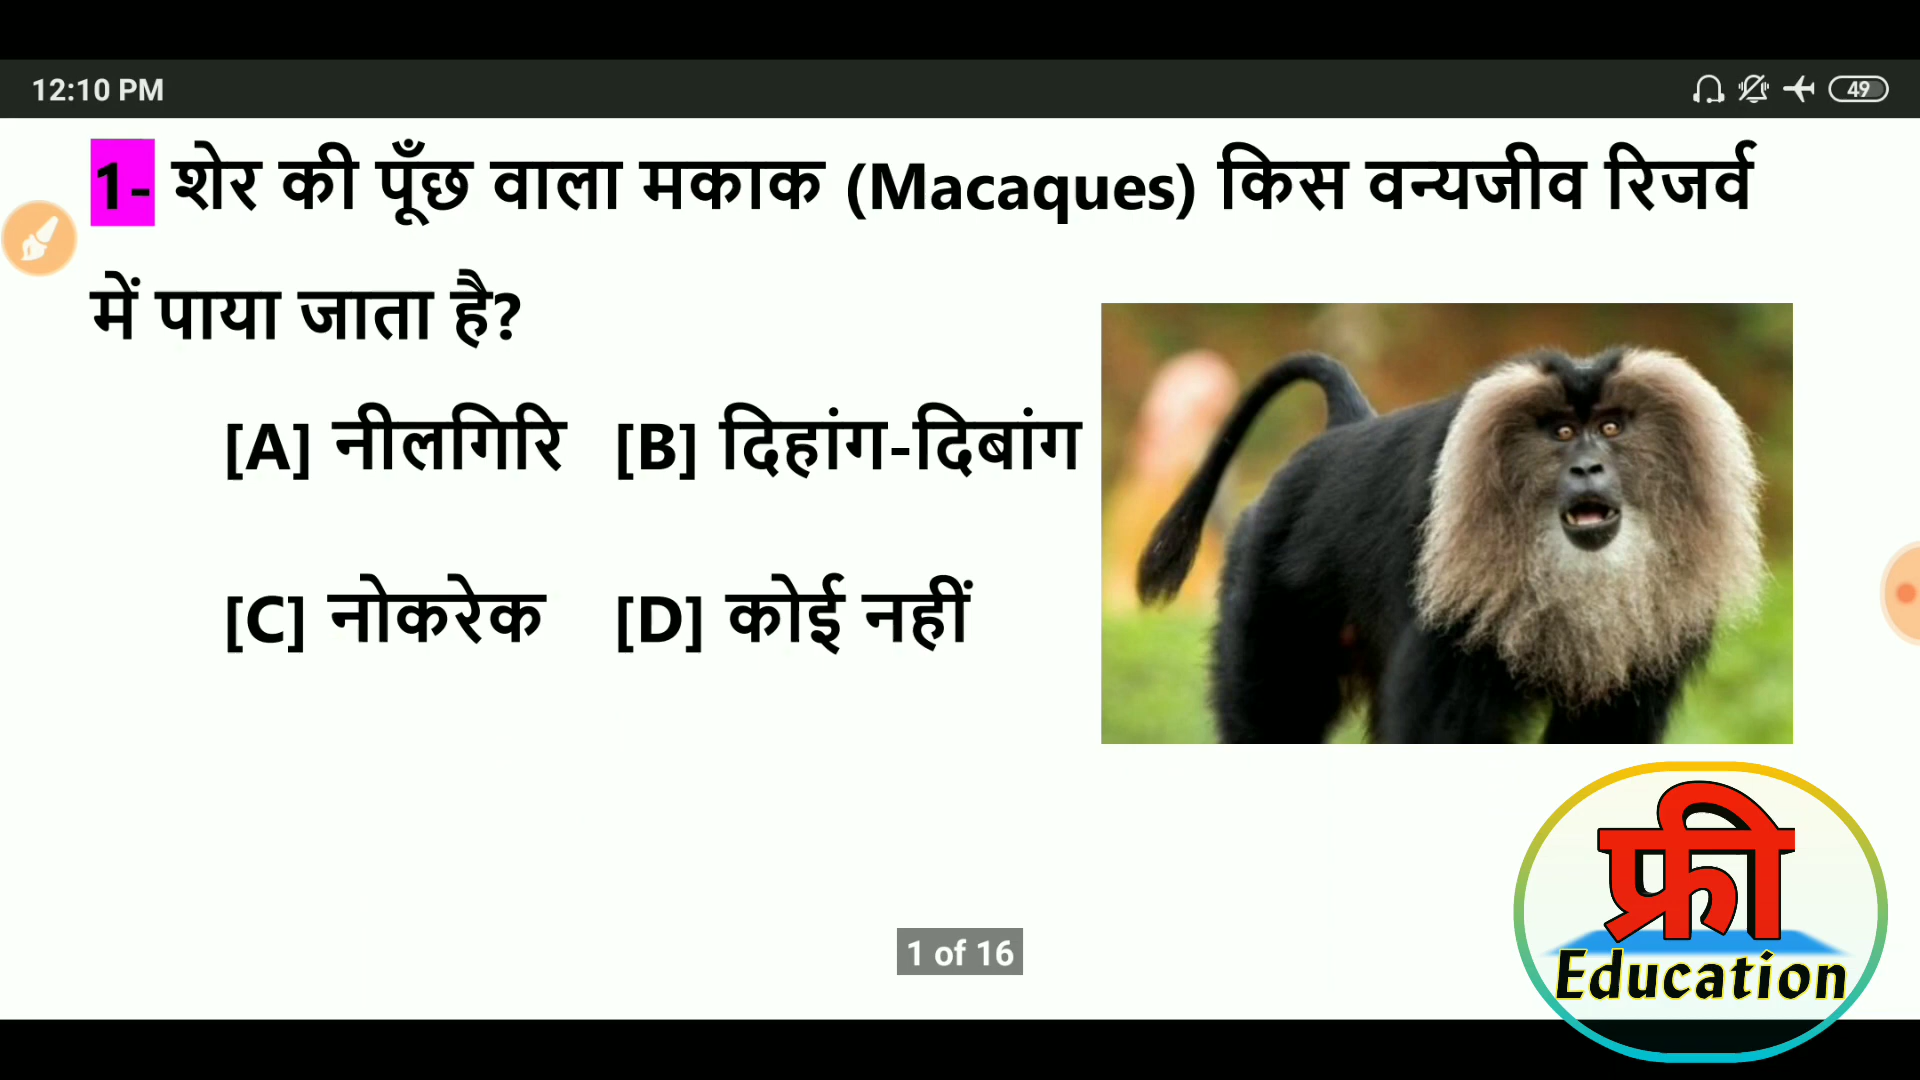 12:10 PM
49
1- शेर की पूँछ वाला मकाक (Macaques) किस वन्यजीव रिजर्व
में पाया जाता है?
[A] नीलगिरि [B] दिहांग-दिबांग
[C] नोकरेक [D] कोई नहीं
1 of 16
फ्री
Education